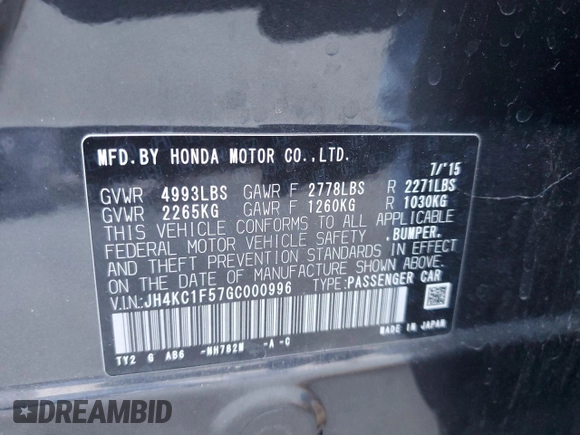 MFD.BY HONDA MOTOR CO.,LTD.
7/'15
GVWR 4993LBS GAWR F 2778LBS R 2271LBS
GVWR 2265KG GAWR F 1260KG R 1030KG
THIS VEHICLE CONFORMS TO ALL APPLICABLE
FEDERAL MOTOR VEHICLE SAFETY, BUMPER,
AND THEFT PREVENTION STANDARDS IN EFFECT
ON THE DATE OF MANUFACTURE SHOWN ABOVE.
V.I.N: JH4KC1F57GC000996 TYPE:PASSENGER CAR
TY2 G AB6 -NH782M -A -C
MADE IN JAPAN
DREAMBID